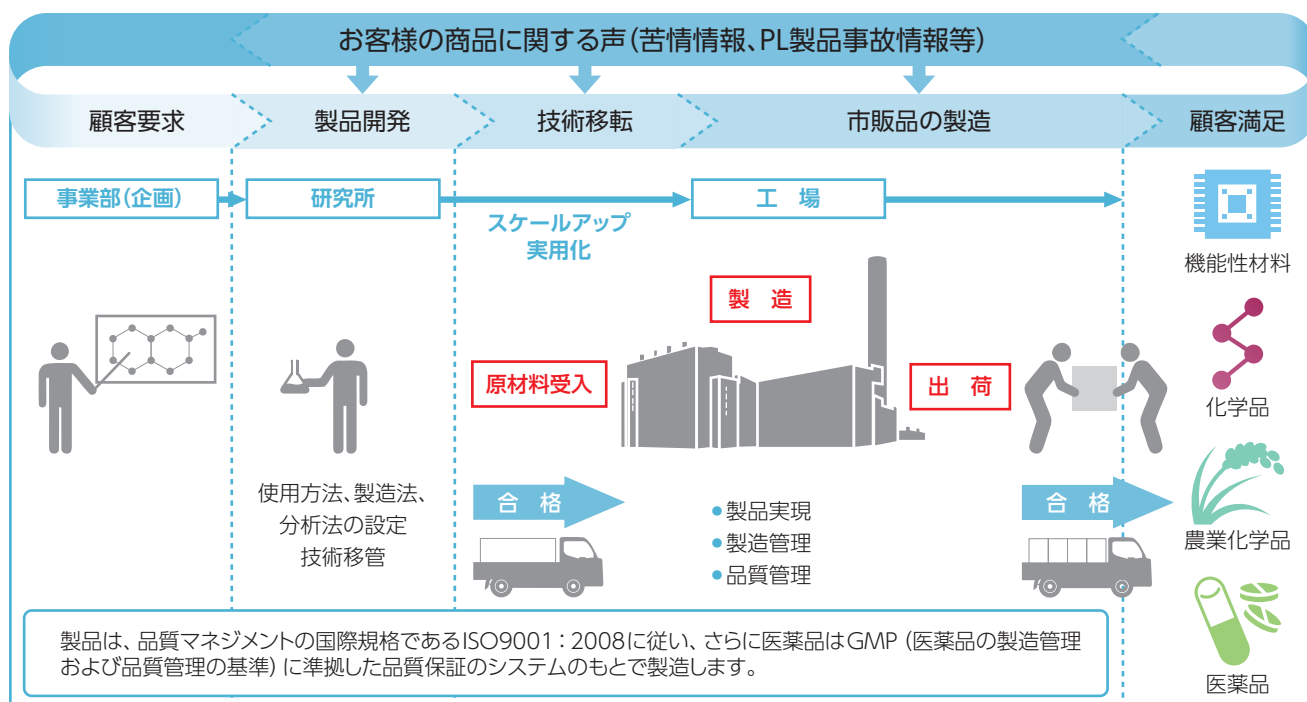 お客様の商品に関する声（苦情情報、PL製品事故情報等）
顧客要求
製品開発
技術移転
市販品の製造
顧客満足
事業部（企画）
研究所
工　場
スケールアップ
実用化
製　造
原材料受入
出　荷
使用方法、製造法、
分析法の設定
技術移管
合　格
●製品実現
●製造管理
●品質管理
合　格
機能性材料
化学品
農業化学品
医薬品
製品は、品質マネジメントの国際規格であるISO9001：2008に従い、さらに医薬品はGMP（医薬品の製造管理
および品質管理の基準）に準拠した品質保証のシステムのもとで製造します。